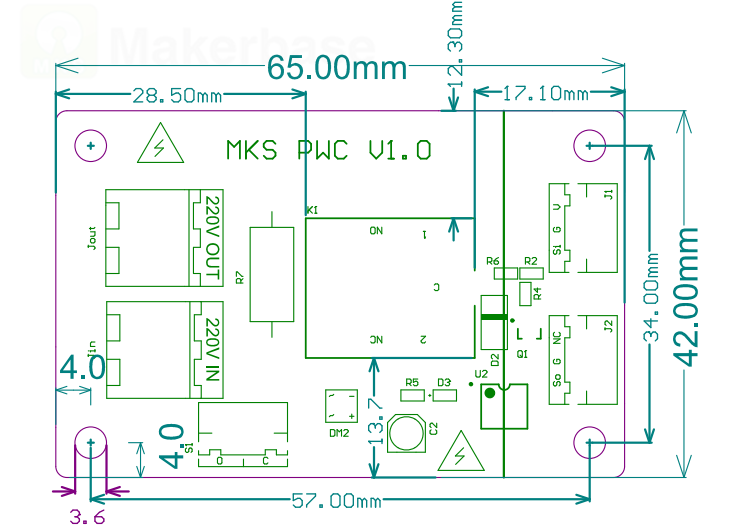 Makerbase
65.00mm
12.30mm
28.50mm
17.10mm
MKS PWC V1.0
K1
NO
1
C
NC
2
Jout
220V OUT
R7
Jin
220V IN
J1
V
G
S1
R6
R2
R4
D2
Q1
J2
NC
G
So
34.00mm
42.00mm
4.0
4.0
S1
O
C
DM2
-
-
~
+
13.7
R5
D3
C2
U2
57.00mm
3.6